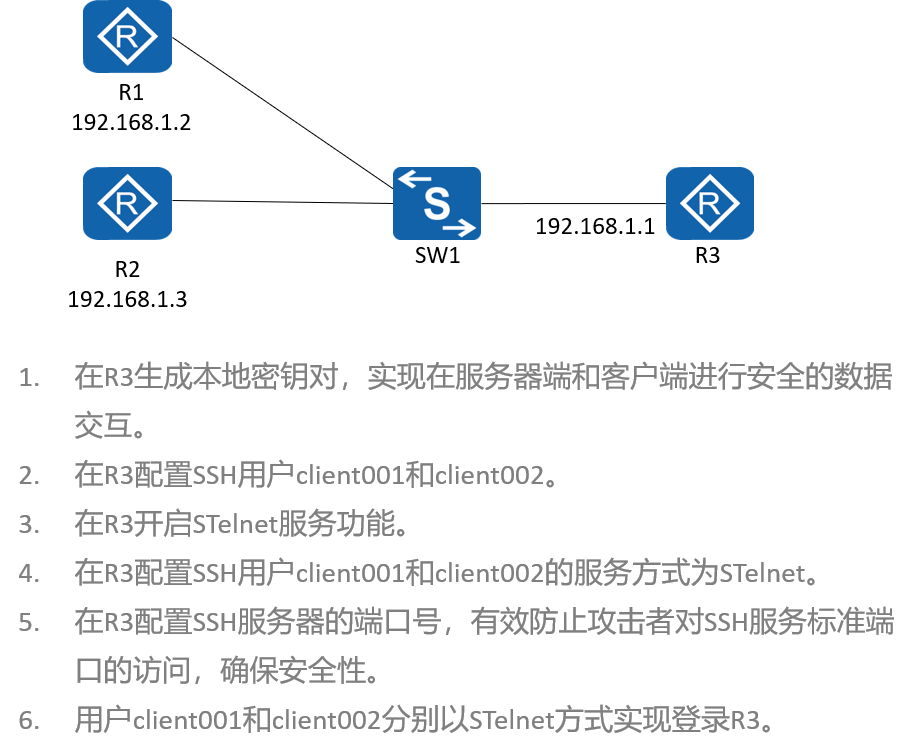 R
R1
192.168.1.2
R
R2
192.168.1.3
S
SW1
192.168.1.1
R
R3
1. 在R3生成本地密钥对，实现在服务器端和客户端进行安全的数据
交互。
2. 在R3配置SSH用户client001和client002。
3. 在R3开启STelnet服务功能。
4. 在R3配置SSH用户client001和client002的服务方式为STelnet。
5. 在R3配置SSH服务器的端口号，有效防止攻击者对SSH服务标准端
口的访问，确保安全性。
6. 用户client001和client002分别以STelnet方式实现登录R3。